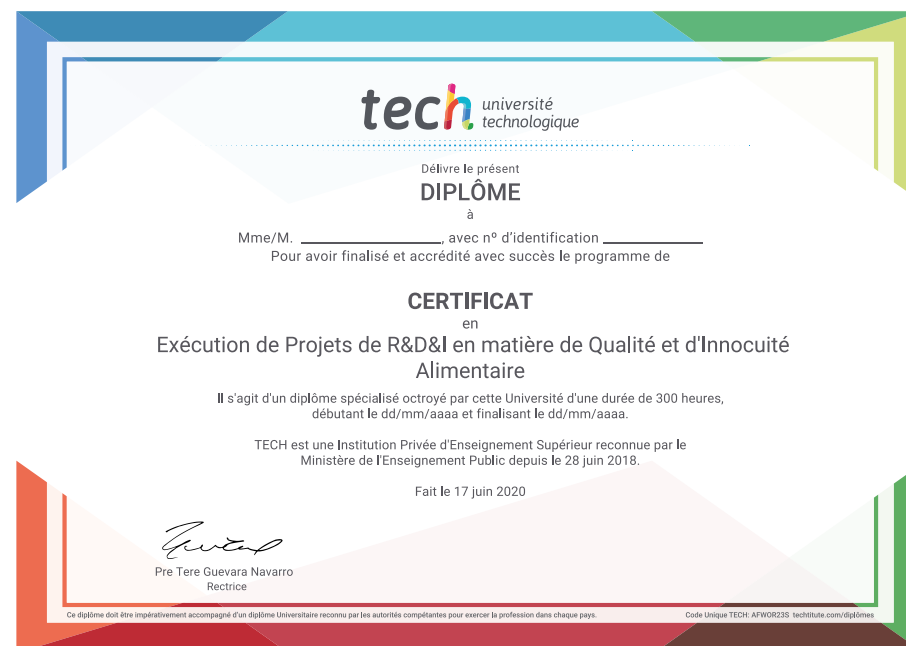 tech université
technologique
Délivre le présent
DIPLÔME
à
Mme/M. ____________________, avec nº d'identification ______________
Pour avoir finalisé et accrédité avec succès le programme de
CERTIFICAT
en
Exécution de Projets de R&D&I en matière de Qualité et d'Innocuité
Alimentaire
Il s'agit d'un diplôme spécialisé octroyé par cette Université d'une durée de 300 heures,
débutant le dd/mm/aaaa et finalisant le dd/mm/aaaa.
TECH est une Institution Privée d'Enseignement Supérieur reconnue par le
Ministère de l'Enseignement Public depuis le 28 juin 2018.
Fait le 17 juin 2020
Pre Tere Guevara Navarro
Rectrice
Ce diplôme doit être impérativement accompagné d'un diplôme Universitaire reconnu par les autorités compétentes pour exercer la profession dans chaque pays. Code Unique TECH: AFWOR23S techtitute.com/diplômes